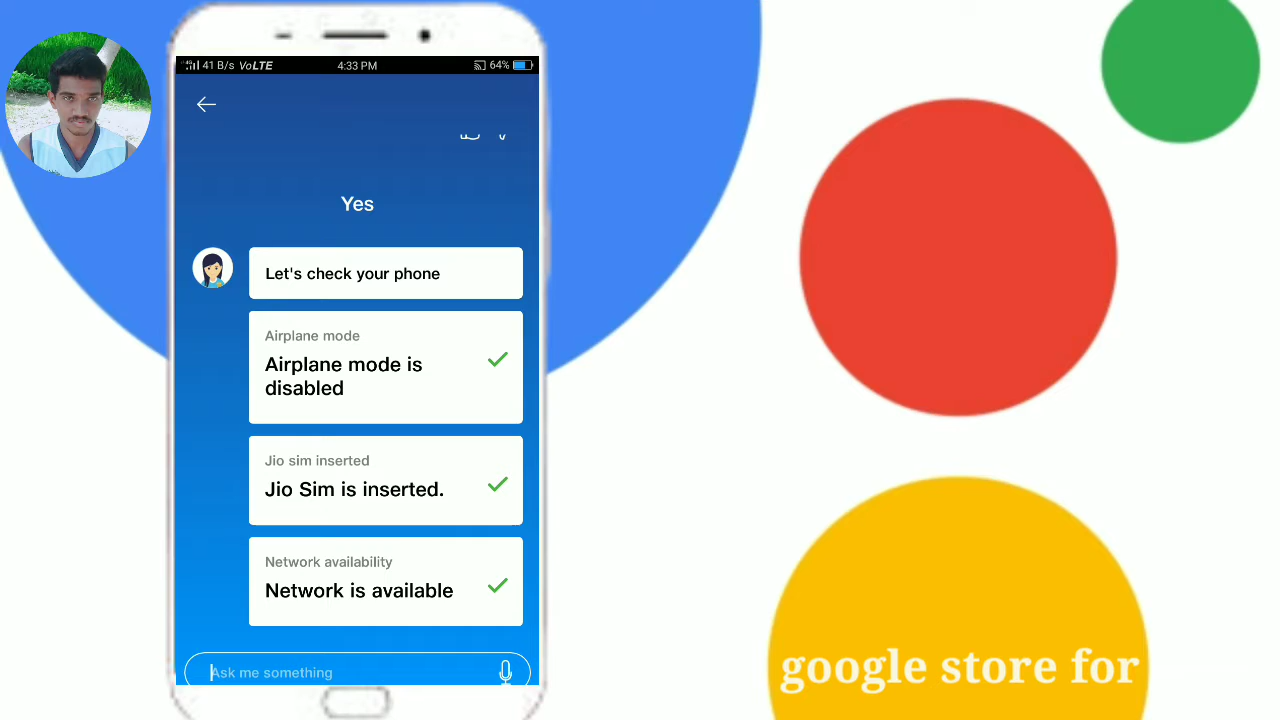 41 B/s VoLTE 4:33 PM 64%
Yes
Let's check your phone
Airplane mode
Airplane mode is
disabled
Jio sim inserted
Jio Sim is inserted.
Network availability
Network is available
Ask me something
google store for